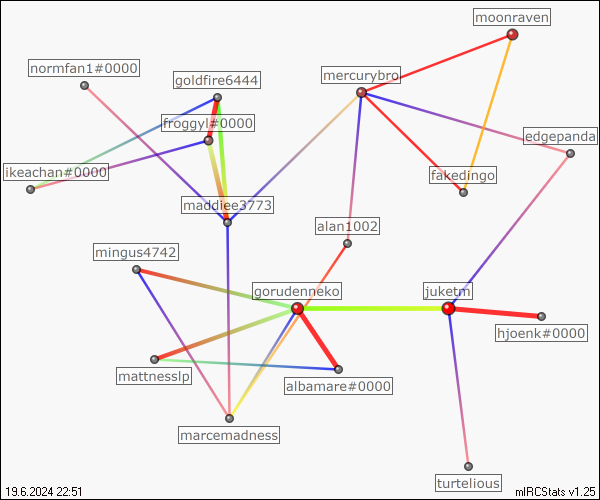 moonraven
normfan1#0000
goldfire6444
mercurybro
froggyl#0000
edgepanda
ikeachan#0000
fakedingo
maddiee3773
alan1002
mingus4742
gorudenneko
juketm
hjoenk#0000
mattnesslp
albamare#0000
marcemadness
turtelious
19.6.2024 22:51
mIRCStats v1.25